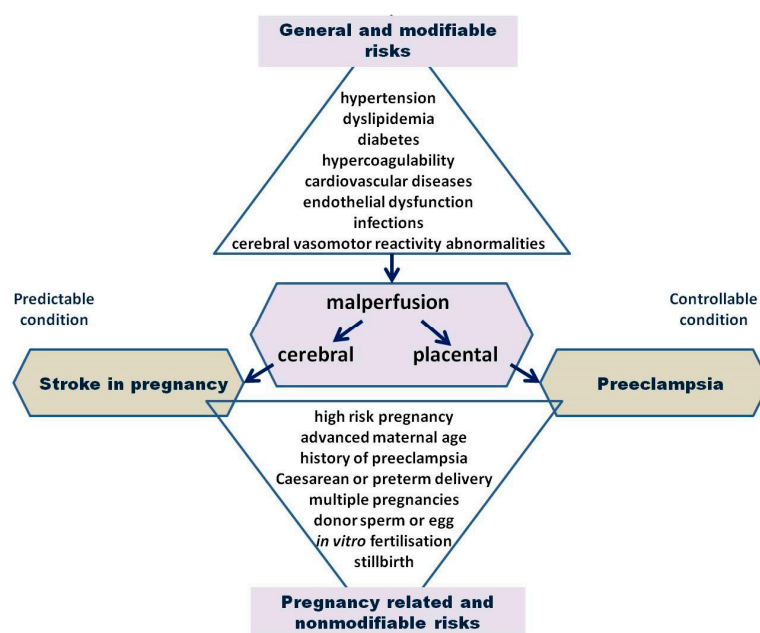 General and modifiable
risks
hypertension
dyslipidemia
diabetes
hypercoagulability
cardiovascular diseases
endothelial dysfunction
infections
cerebral vasomotor reactivity abnormalities
Predictable
condition
malperfusion
Controllable
condition
cerebral
placental
Stroke in pregnancy
Preeclampsia
high risk pregnancy
advanced maternal age
history of preeclampsia
Caesarean or preterm delivery
multiple pregnancies
donor sperm or egg
in vitro fertilisation
stillbirth
Pregnancy related and
nonmodifiable risks